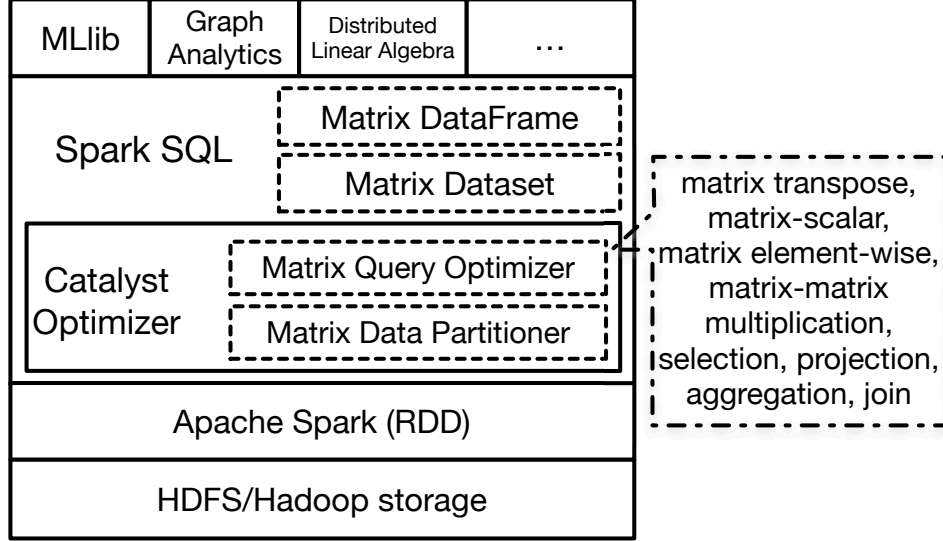 MLlib
Graph
Analytics
Distributed
Linear Algebra
...
Spark SQL
Matrix DataFrame
Matrix Dataset
Catalyst
Optimizer
Matrix Query Optimizer
Matrix Data Partitioner
matrix transpose,
matrix-scalar,
matrix element-wise,
matrix-matrix
multiplication,
selection, projection,
aggregation, join
Apache Spark (RDD)
HDFS/Hadoop storage